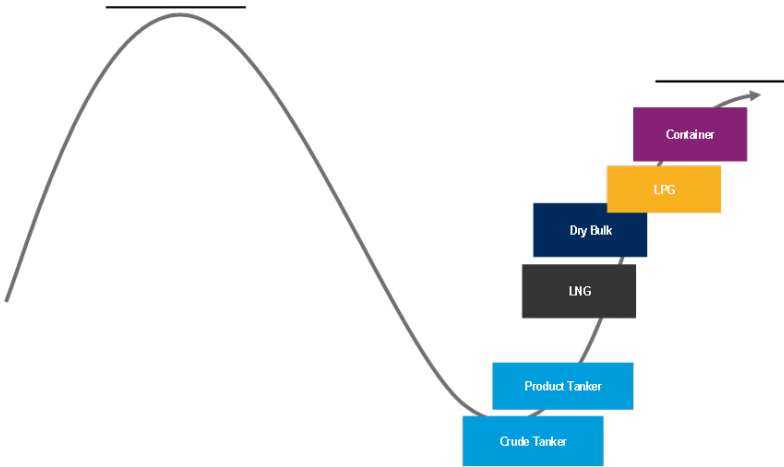 Container
LPG
Dry Bulk
LNG
Product Tanker
Crude Tanker